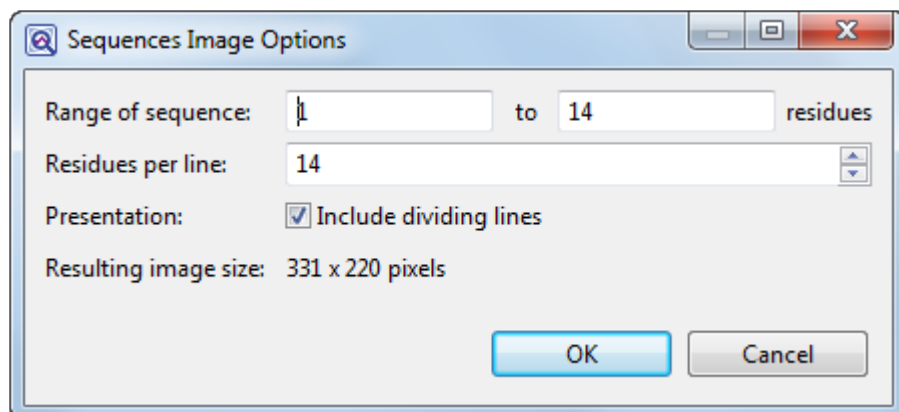 Sequences Image Options
Range of sequence: 1 to 14 residues
Residues per line: 14
Presentation: Include dividing lines
Resulting image size: 331 x 220 pixels
OK Cancel